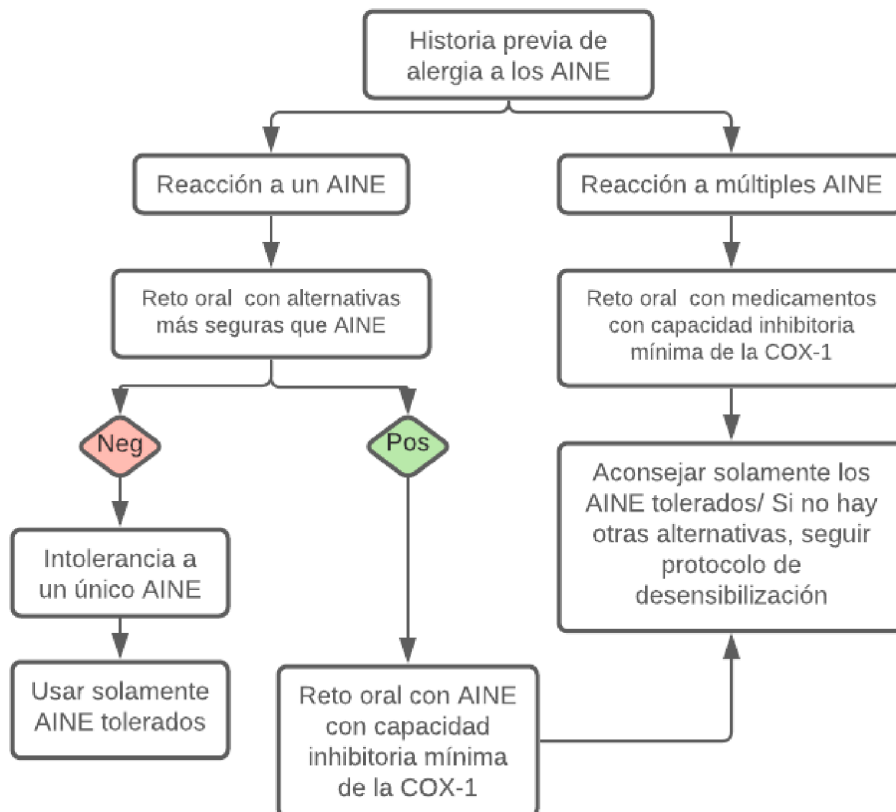 Historia previa de
alergia a los AINE
Reacción a un AINE
Reacción a múltiples AINE
Reto oral con alternativas
más seguras que AINE
Reto oral con medicamentos
con capacidad inhibitoria
mínima de la COX-1
Neg
Pos
Aconsejar solamente los
AINE tolerados/ Si no hay
otras alternativas, seguir
protocolo de
desensibilización
Intolerancia a
un único AINE
Usar solamente
AINE tolerados
Reto oral con AINE
con capacidad
inhibitoria mínima
de la COX-1